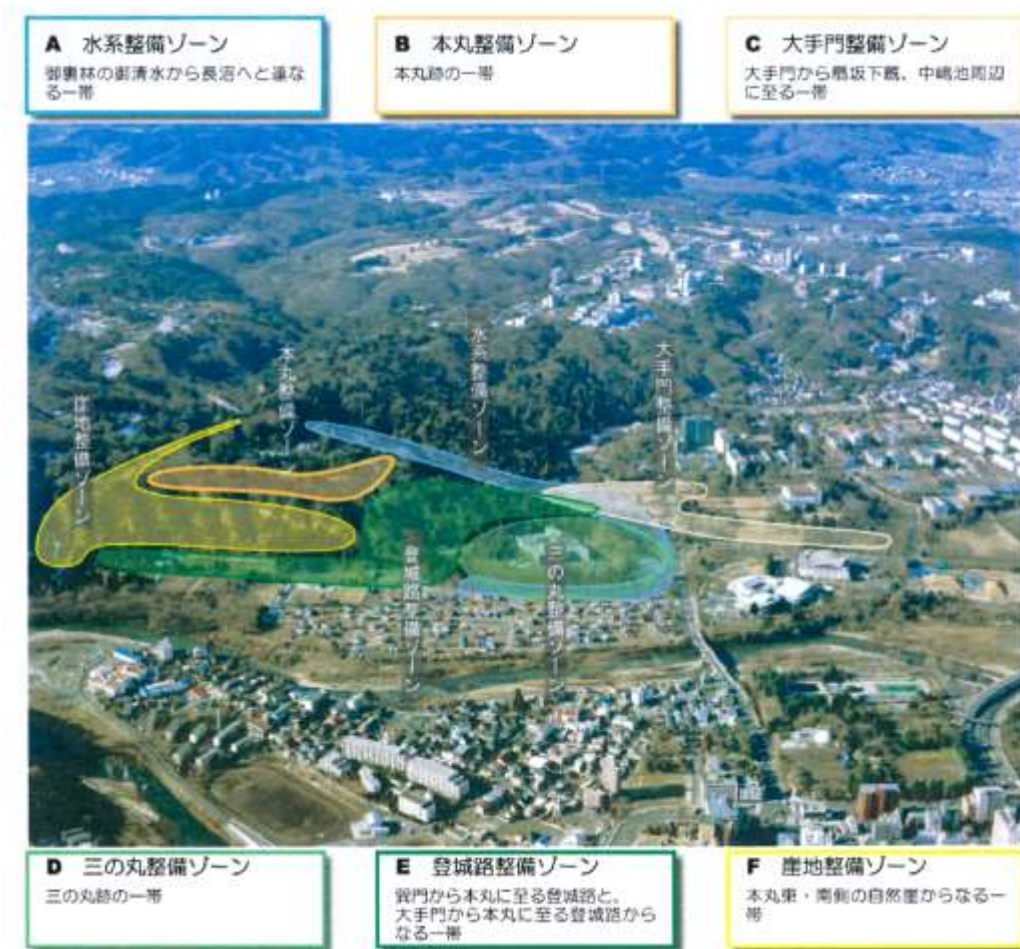 A 水系整備ゾーン
御裏林の御清水から長沼へと連な
る一帯
B 本丸整備ゾーン
本丸跡の一帯
C 大手門整備ゾーン
大手門から扇坂下蔵、中嶋池周辺
に至る一帯
崖地整備ゾーン
本丸整備ゾーン
水系整備ゾーン
大手門整備ゾーン
登城路整備ゾーン
三の丸整備ゾーン
D 三の丸整備ゾーン
三の丸跡の一帯
E 登城路整備ゾーン
巽門から本丸に至る登城路と、
大手門から本丸に至る登城路から
なる一帯
F 崖地整備ゾーン
本丸東・南側の自然崖からなる一
帯